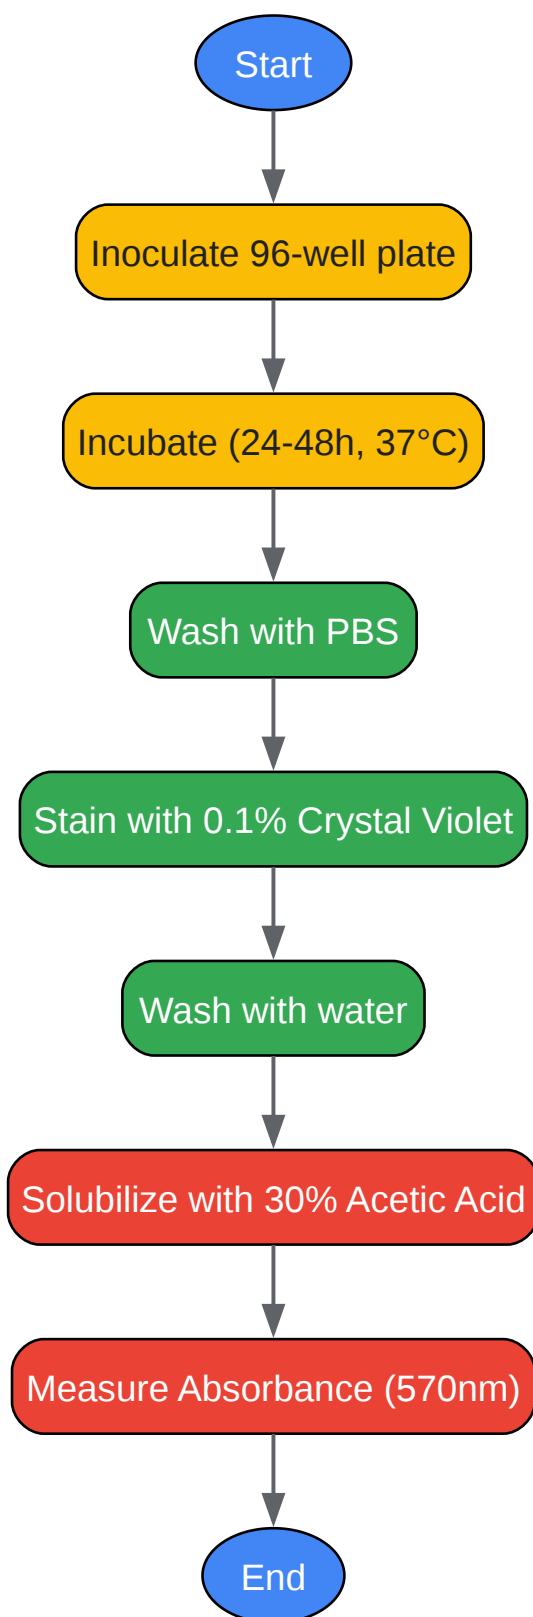 Start
Inoculate 96-well plate
Incubate (24-48h, 37°C)
Wash with PBS
Stain with 0.1% Crystal Violet
Wash with water
Solubilize with 30% Acetic Acid
Measure Absorbance (570nm)
End